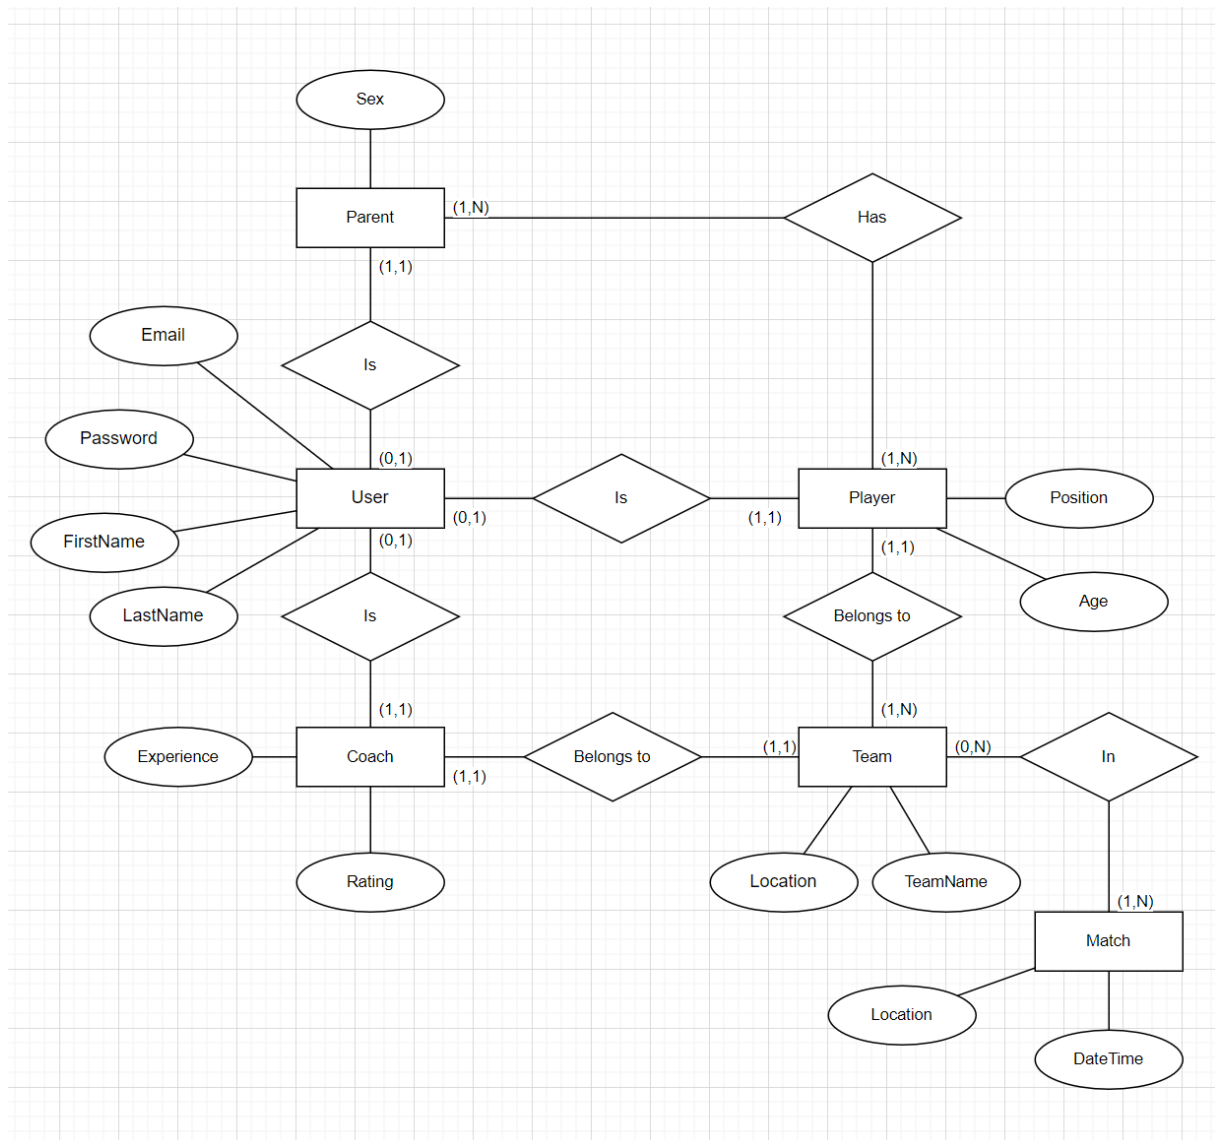 Sex
Parent
(1,N)
Has
(1,1)
Email
Is
Password
(0,1)
(1,N)
User
Is
Player
Position
(0,1)
(1,1)
FirstName
(0,1)
(1,1)
Age
LastName
Is
Belongs to
(1,1)
(1,N)
Experience
Coach
(1,1)
Belongs to
(1,1)
Team
(0,N)
In
Rating
Location
TeamName
(1,N)
Match
Location
DateTime